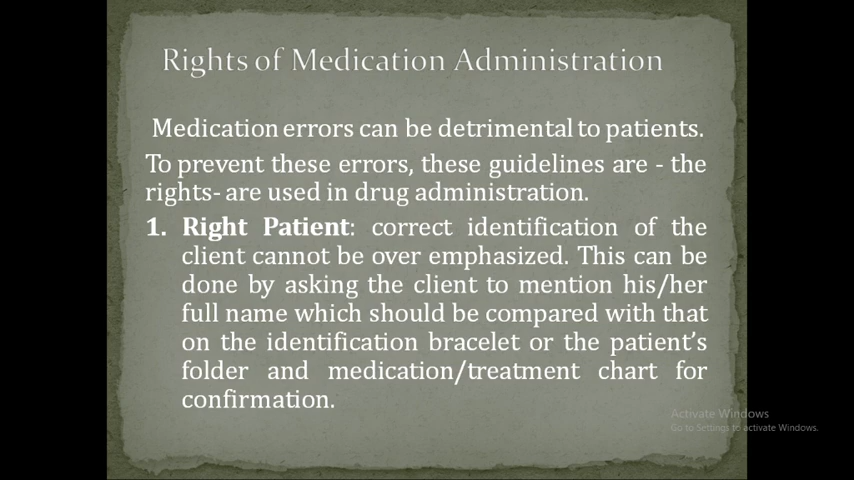 Rights of Medication Administration
Medication errors can be detrimental to patients.
To prevent these errors, these guidelines are - the
rights- are used in drug administration.
1. Right Patient: correct identification of the
client cannot be over emphasized. This can be
done by asking the client to mention his/her
full name which should be compared with that
on the identification bracelet or the patient's
folder and medication/treatment chart for
confirmation.
Activate Windows
Go to Settings to activate Windows.